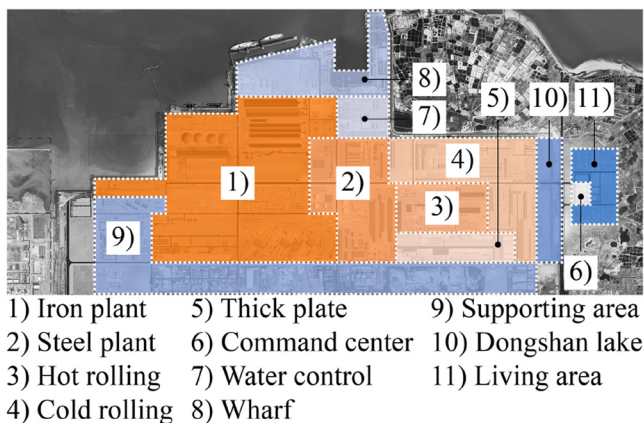 8)
5)
10)
11)
7)
4)
1)
2)
3)
9)
6)
1) Iron plant 5) Thick plate 9) Supporting area
2) Steel plant 6) Command center 10) Dongshan lake
3) Hot rolling 7) Water control 11) Living area
4) Cold rolling 8) Wharf